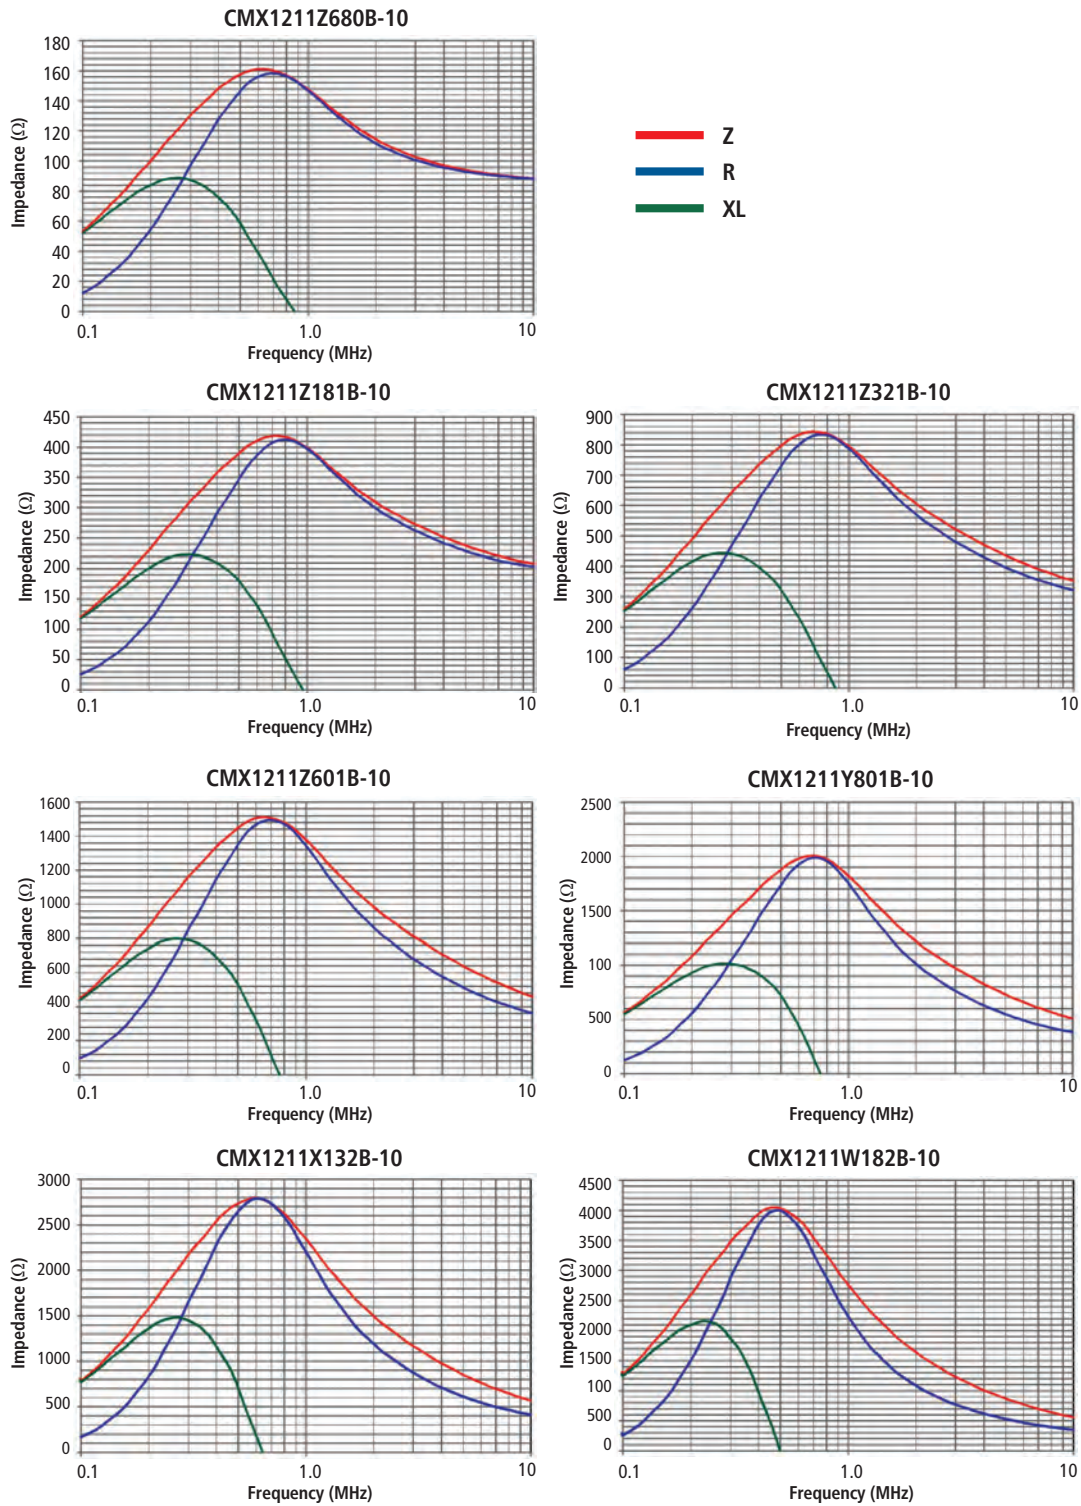 CMX1211Z680B-10
180
160
140
120
100
80
60
40
20
0
Impedance (Ω)
0.1 1.0 10
Frequency (MHz)
Z
R
XL
CMX1211Z181B-10
450
400
350
300
250
200
150
100
50
0
Impedance (Ω)
0.1 1.0 10
Frequency (MHz)
CMX1211Z321B-10
900
800
700
600
500
400
300
200
100
0
Impedance (Ω)
0.1 1.0 10
Frequency (MHz)
CMX1211Z601B-10
1600
1400
1200
1000
800
600
400
200
0
Impedance (Ω)
0.1 1.0 10
Frequency (MHz)
CMX1211Y801B-10
2500
2000
1500
100
500
0
Impedance (Ω)
0.1 1.0 10
Frequency (MHz)
CMX1211X132B-10
3000
2500
2000
1500
1000
500
0
Impedance (Ω)
0.1 1.0 10
Frequency (MHz)
CMX1211W182B-10
4500
4000
3500
3000
2500
2000
1500
100
500
0
Impedance (Ω)
0.1 1.0 10
Frequency (MHz)